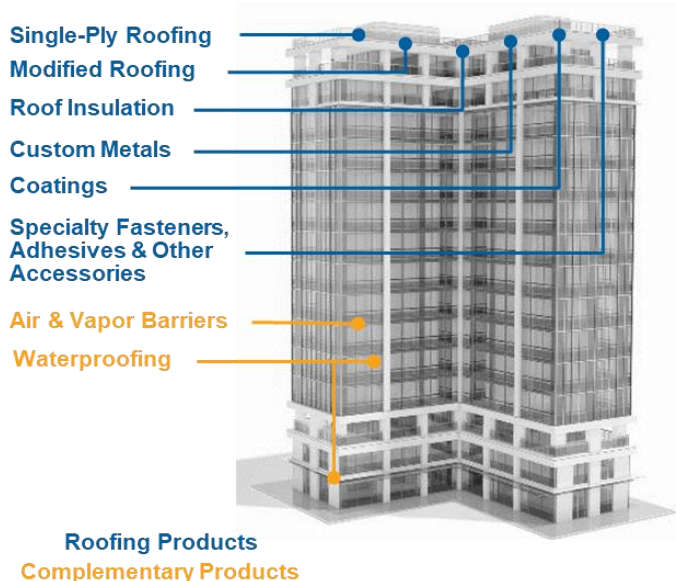 Single-Ply Roofing
Modified Roofing
Roof Insulation
Custom Metals
Coatings
Specialty Fasteners,
Adhesives & Other
Accessories
Air & Vapor Barriers
Waterproofing
Roofing Products
Complementary Products